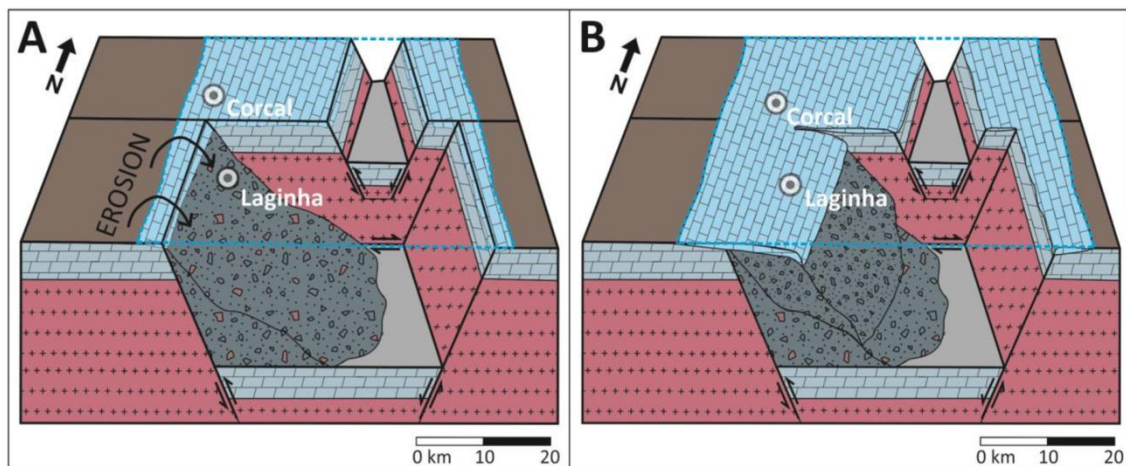 A
N
Corcal
EROSION
Laginha
0 km 10 20
B
N
Corcal
Laginha
0 km 10 20